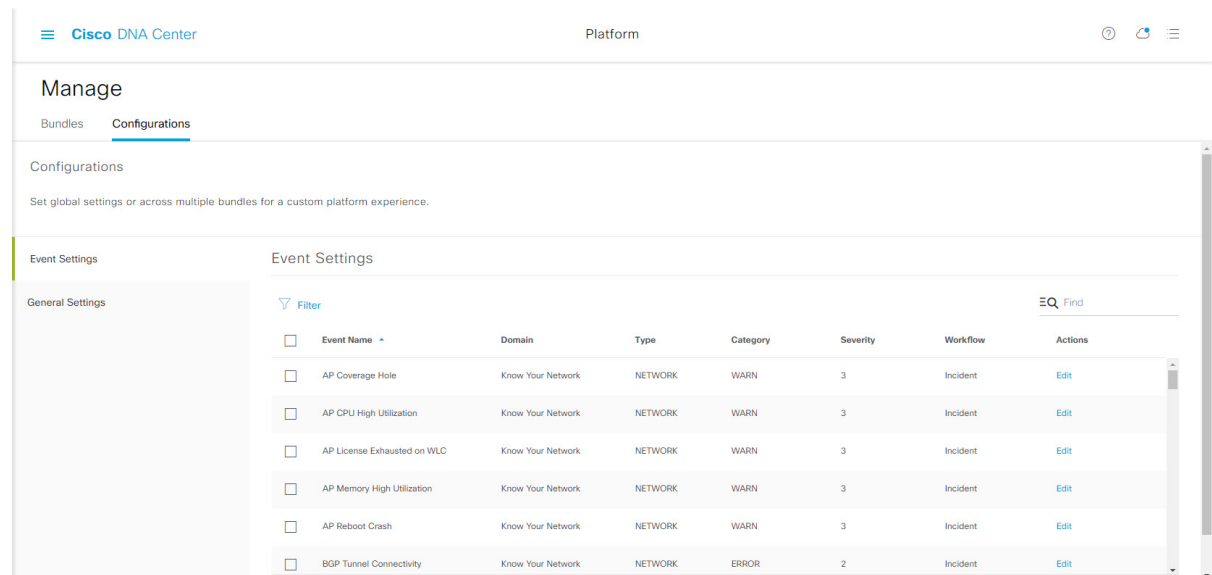 Cisco DNA Center
Platform
Manage
Bundles Configurations
Configurations
Set global settings or across multiple bundles for a custom platform experience.
Event Settings
General Settings
Event Settings
Filter
Find
Event Name Domain Type Category Severity Workflow Actions
AP Coverage Hole Know Your Network NETWORK WARN 3 Incident Edit
AP CPU High Utilization Know Your Network NETWORK WARN 3 Incident Edit
AP License Exhausted on WLC Know Your Network NETWORK WARN 3 Incident Edit
AP Memory High Utilization Know Your Network NETWORK WARN 3 Incident Edit
AP Reboot Crash Know Your Network NETWORK WARN 3 Incident Edit
BGP Tunnel Connectivity Know Your Network NETWORK ERROR 2 Incident Edit